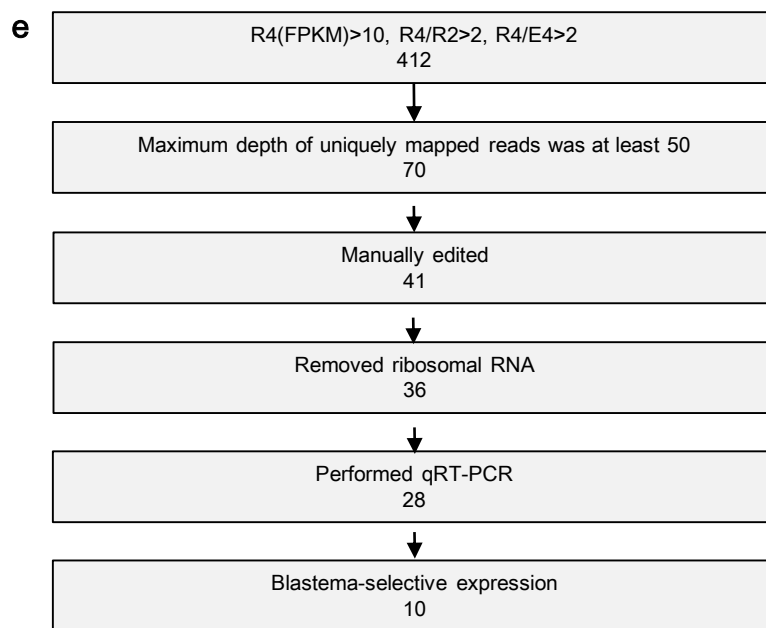 e
R4(FPKM)>10, R4/R2>2, R4/E4>2
412
Maximum depth of uniquely mapped reads was at least 50
70
Manually edited
41
Removed ribosomal RNA
36
Performed qRT-PCR
28
Blastema-selective expression
10